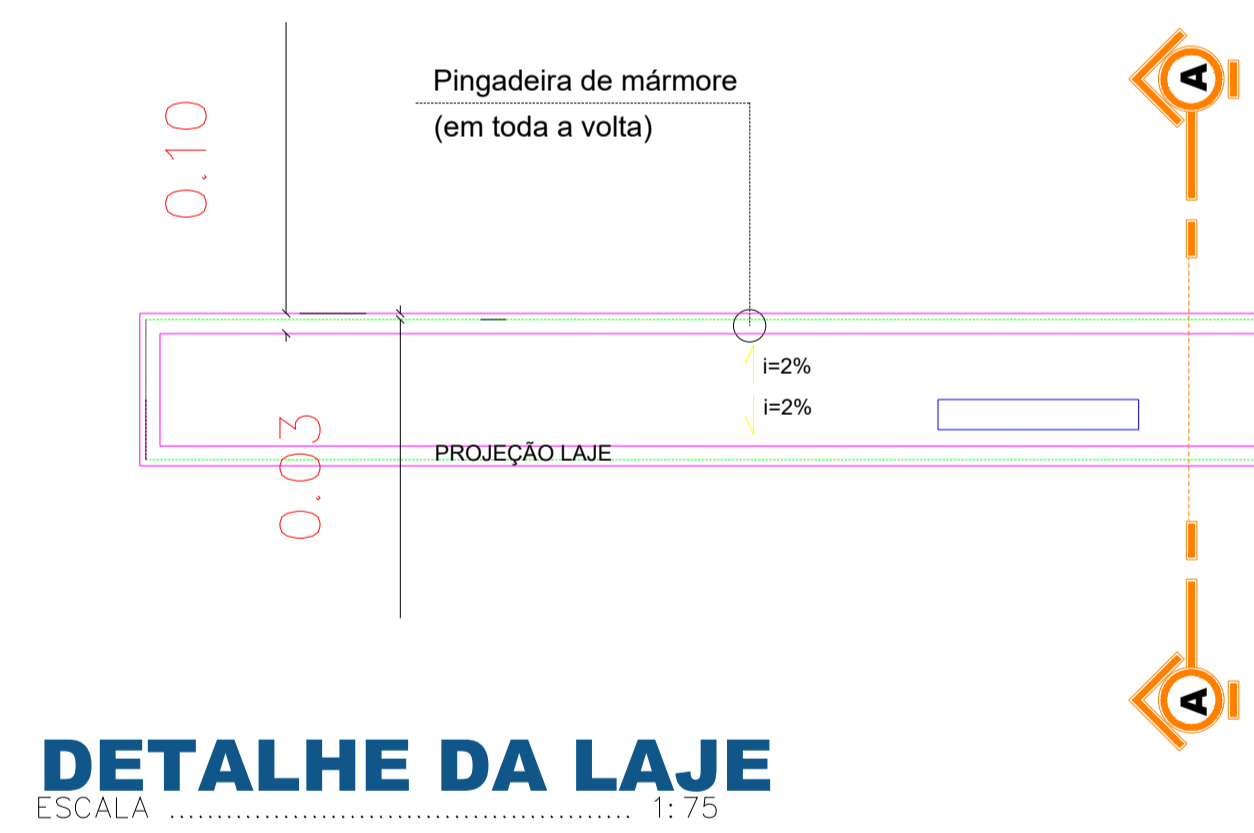 0.10
Pingadeira de mármore
(em toda a volta)
A
i=2%
i=2%
0.03
PROJEÇÃO LAJE
A
DETALHE DA LAJE
ESCALA ................................................. 1:75